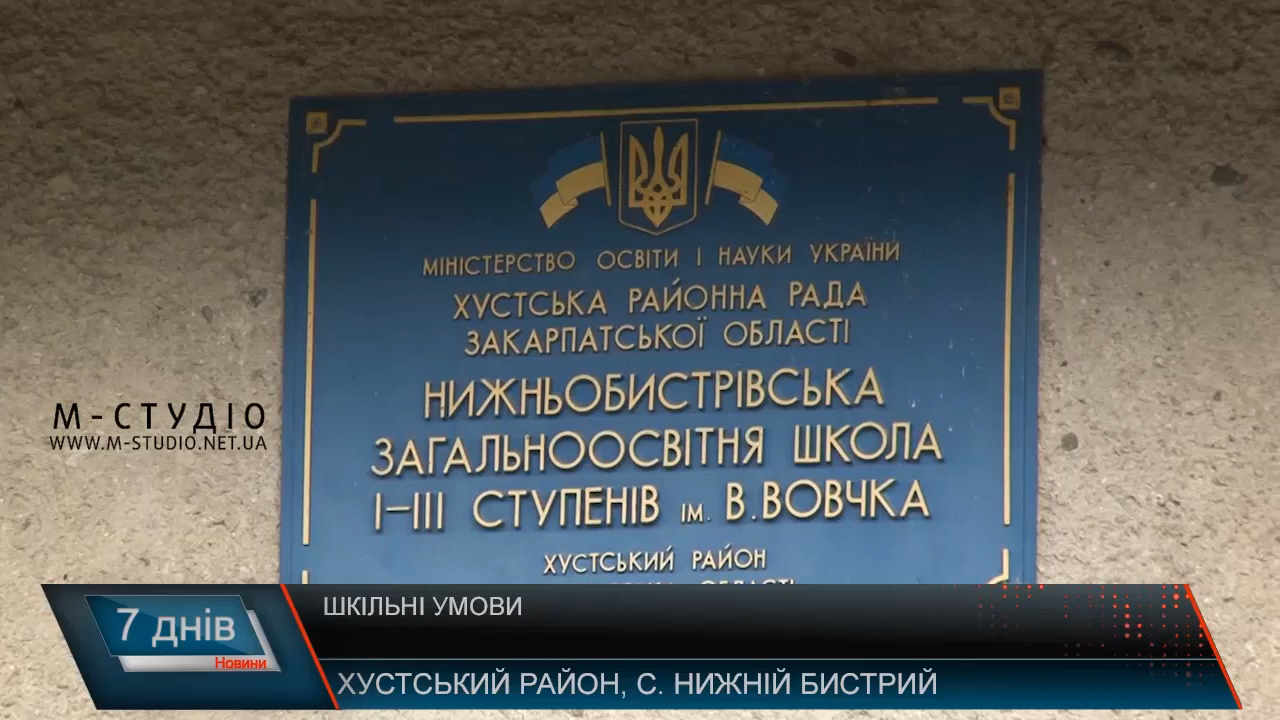 МІНІСТЕРСТВО ОСВІТИ І НАУКИ УКРАЇНИ
ХУСТСЬКА РАЙОННА РАДА
ЗАКАРПАТСЬКОЇ ОБЛАСТІ
НИЖНЬОБИСТРІВСЬКА
ЗАГАЛЬНООСВІТНЯ ШКОЛА
І–ІІІ СТУПЕНІВ ІМ. В.ВОВЧКА
ХУСТСЬКИЙ РАЙОН
ОБЛАСТІ
М-СТУДІО
WWW.M-STUDIO.NET.UA
7 днів
Новини
ШКІЛЬНІ УМОВИ
ХУСТСЬКИЙ РАЙОН, С. НИЖНІЙ БИСТРИЙ